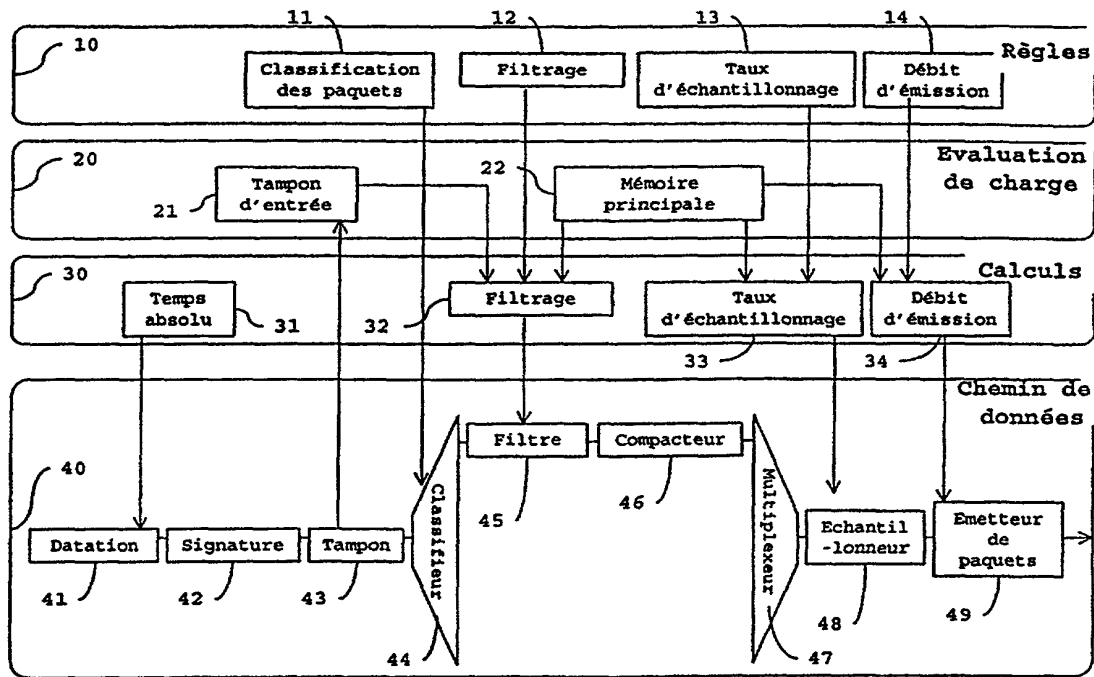 11
12
13
14
10
Règles
Classification
des paquets
Filtrage
Taux
d'échantillonnage
Débit
d'émission
20
Evaluation
de charge
22
21
Tampon
d'entrée
Mémoire
principale
30
Calculs
Temps
absolu
31
32
Filtrage
Taux
d'échantillonnage
Débit
d'émission
33
34
Chemin de
données
40
Filtre
Compacteur
45
46
Classifieur
Multiplexeur
Datation
Signature
Tampon
Echantil
-lonneur
Emetteur
de
paquets
41
42
43
44
47
48
49